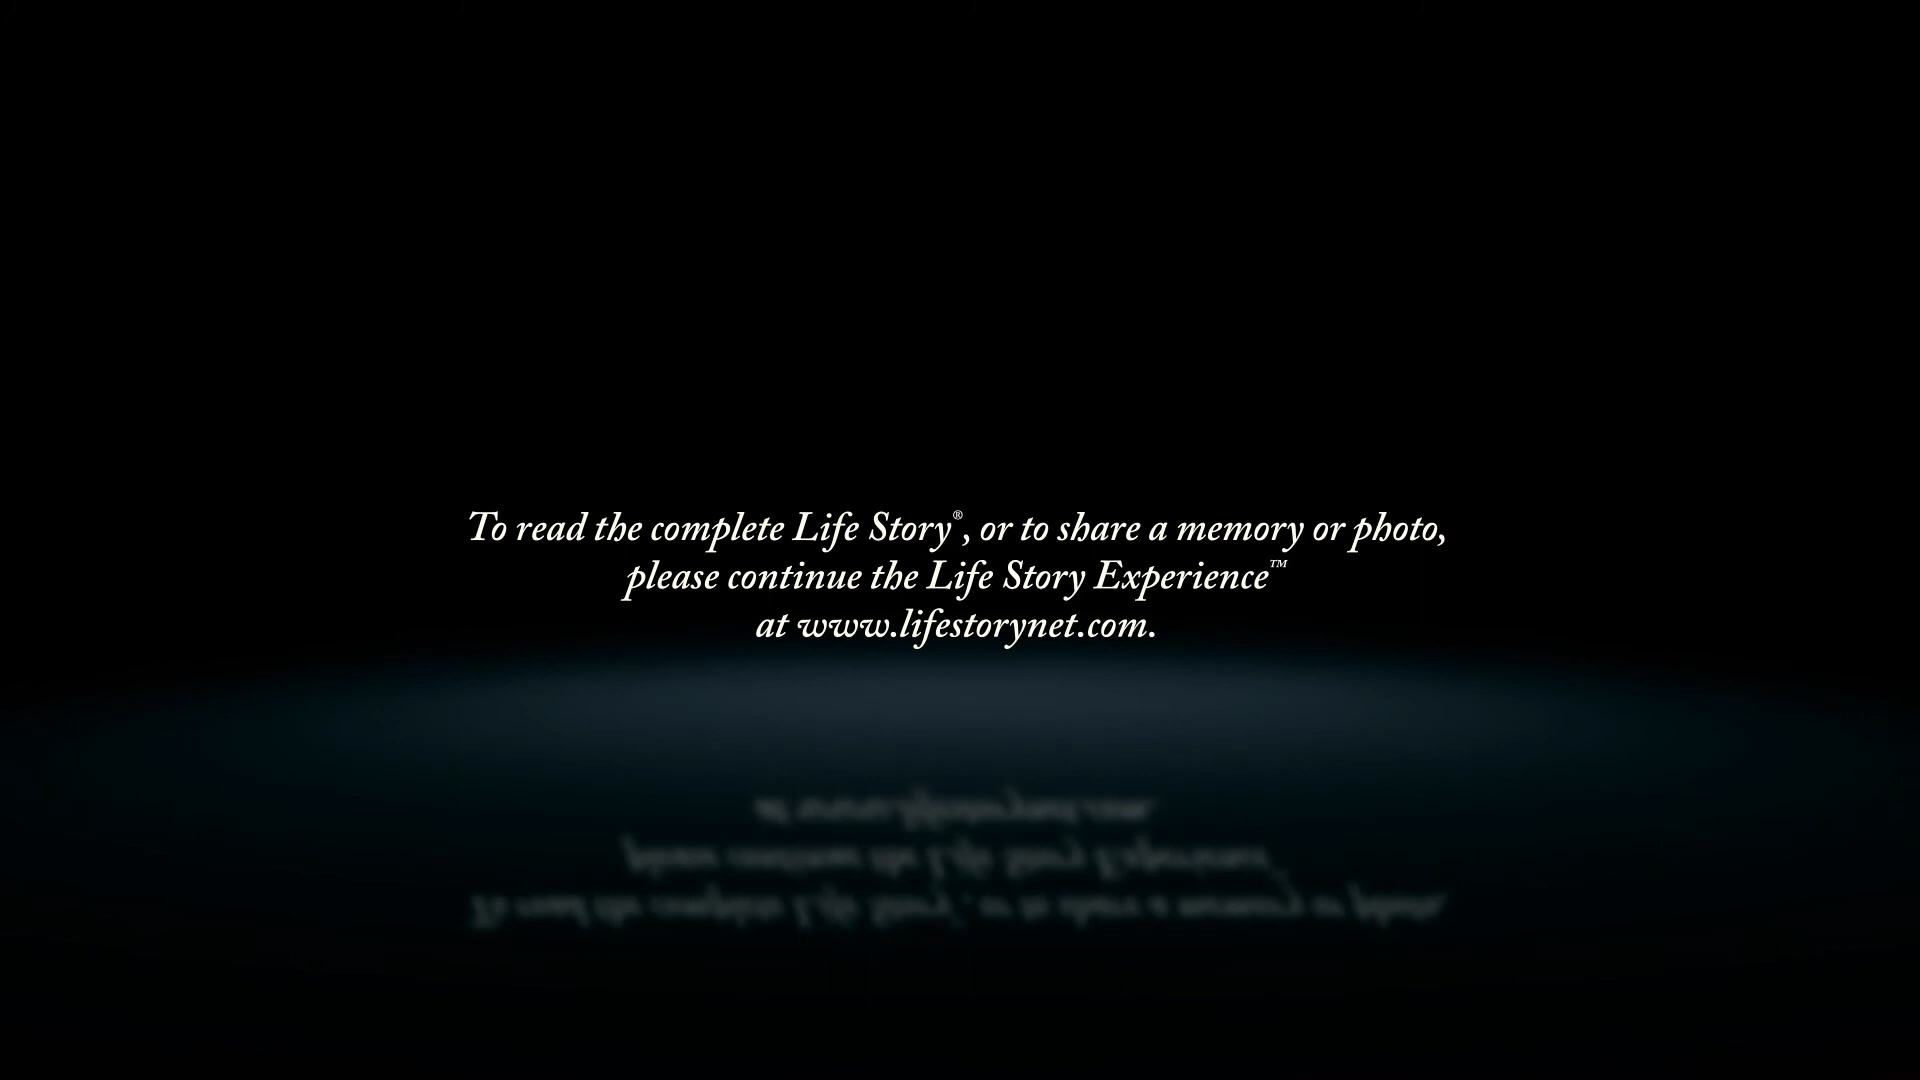 To read the complete Life Story®, or to share a memory or photo,
please continue the Life Story Experience™
at www.lifestorynet.com.